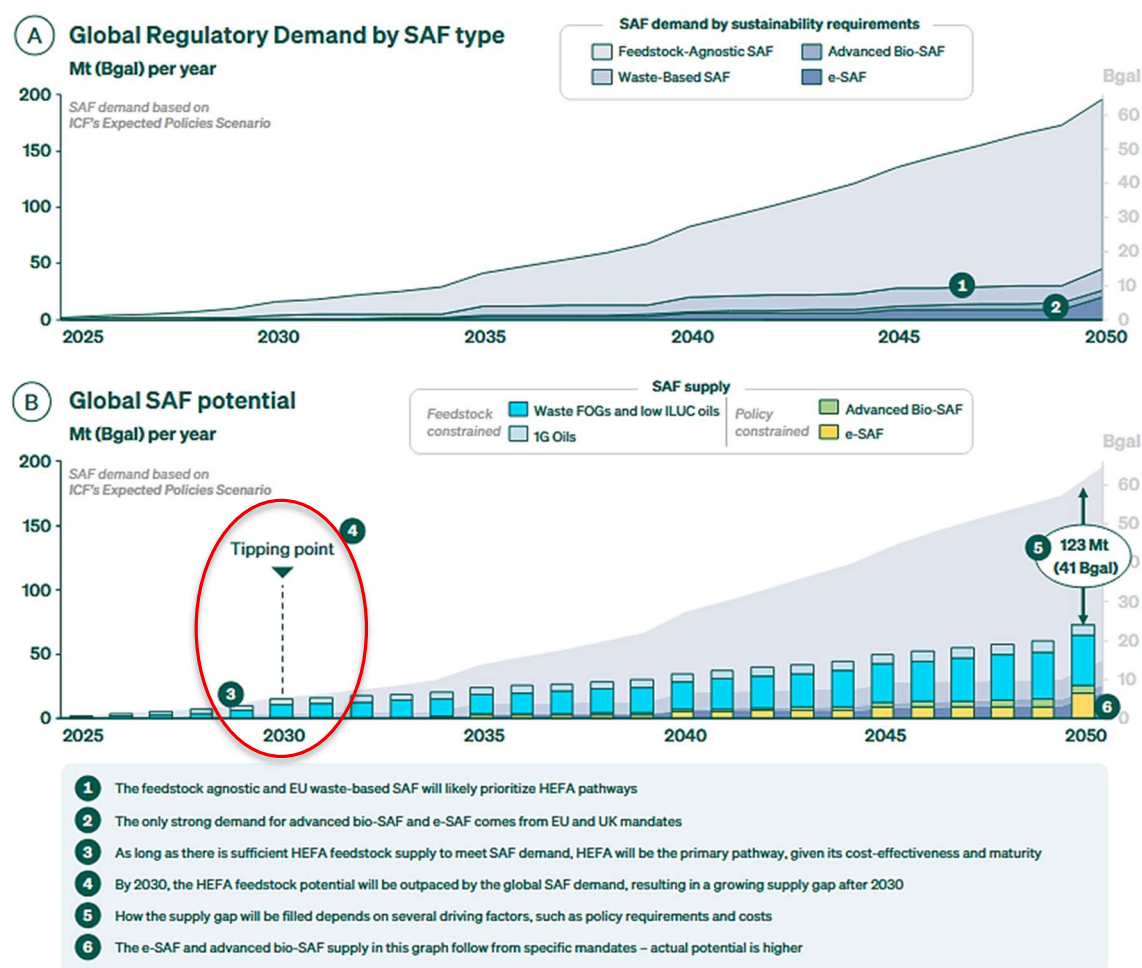 A Global Regulatory Demand by SAF type
Mt (Bgal) per year
SAF demand by sustainability requirements
Feedstock-Agnostic SAF
Advanced Bio-SAF
Waste-Based SAF
e-SAF
Bgal
SAF demand based on
ICF's Expected Policies Scenario
200
150
100
50
0
60
50
40
30
20
10
0
1
2
2025 2030 2035 2040 2045 2050
B Global SAF potential
Mt (Bgal) per year
SAF supply
Feedstock constrained
Waste FOGs and low ILUC oils
1G Oils
Policy constrained
Advanced Bio-SAF
e-SAF
Bgal
SAF demand based on
ICF's Expected Policies Scenario
200
150
100
50
0
60
50
40
30
20
10
0
Tipping point
4
3
5
123 Mt
(41 Bgal)
6
2025 2030 2035 2040 2045 2050
1 The feedstock agnostic and EU waste-based SAF will likely prioritize HEFA pathways
2 The only strong demand for advanced bio-SAF and e-SAF comes from EU and UK mandates
3 As long as there is sufficient HEFA feedstock supply to meet SAF demand, HEFA will be the primary pathway, given its cost-effectiveness and maturity
4 By 2030, the HEFA feedstock potential will be outpaced by the global SAF demand, resulting in a growing supply gap after 2030
5 How the supply gap will be filled depends on several driving factors, such as policy requirements and costs
6 The e-SAF and advanced bio-SAF supply in this graph follow from specific mandates – actual potential is higher